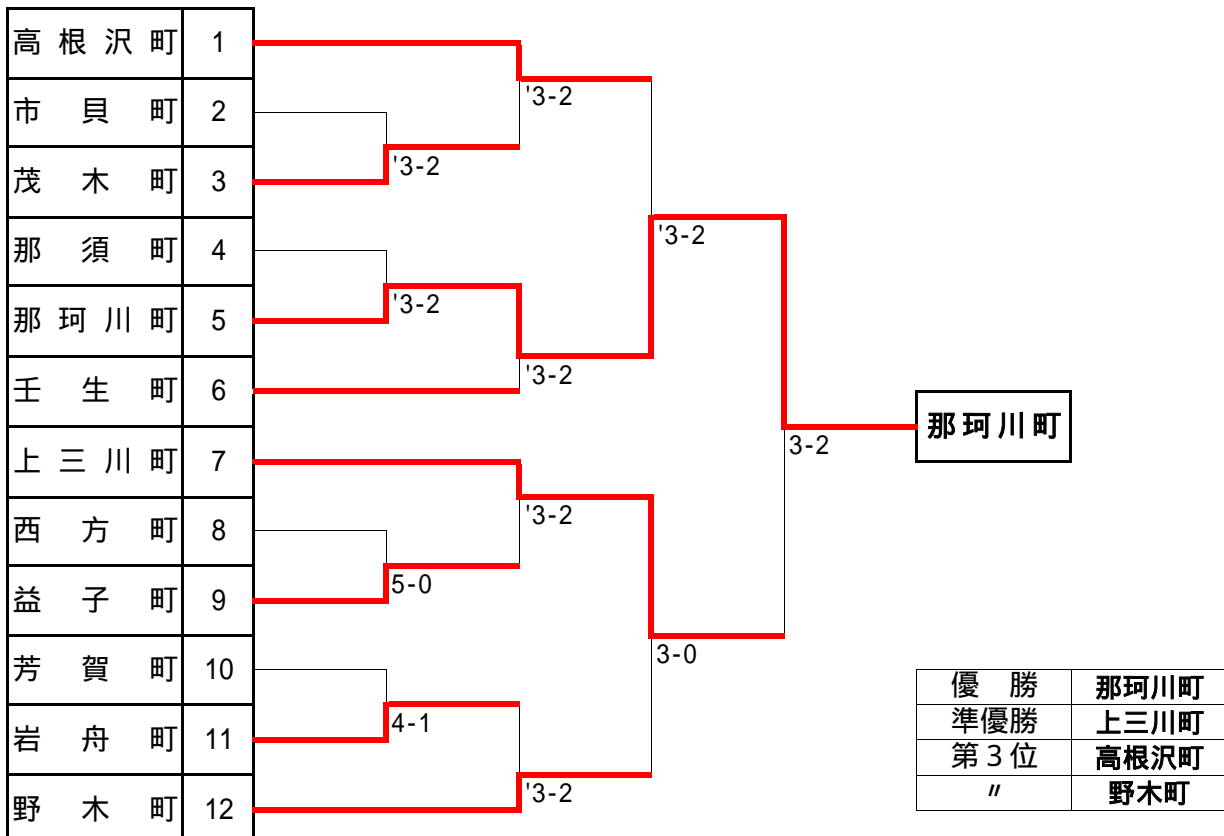 高根沢町 1
市貝町 2
茂木町 3
那須町 4
那珂川町 5
壬生町 6
上三川町 7
西方町 8
益子町 9
芳賀町 10
岩舟町 11
野木町 12
'3-2
'3-2
'3-2
'3-2
'3-2
3-2
'3-2
5-0
3-0
4-1
'3-2
那珂川町
優勝 那珂川町
準優勝 上三川町
第3位 高根沢町
〃 野木町